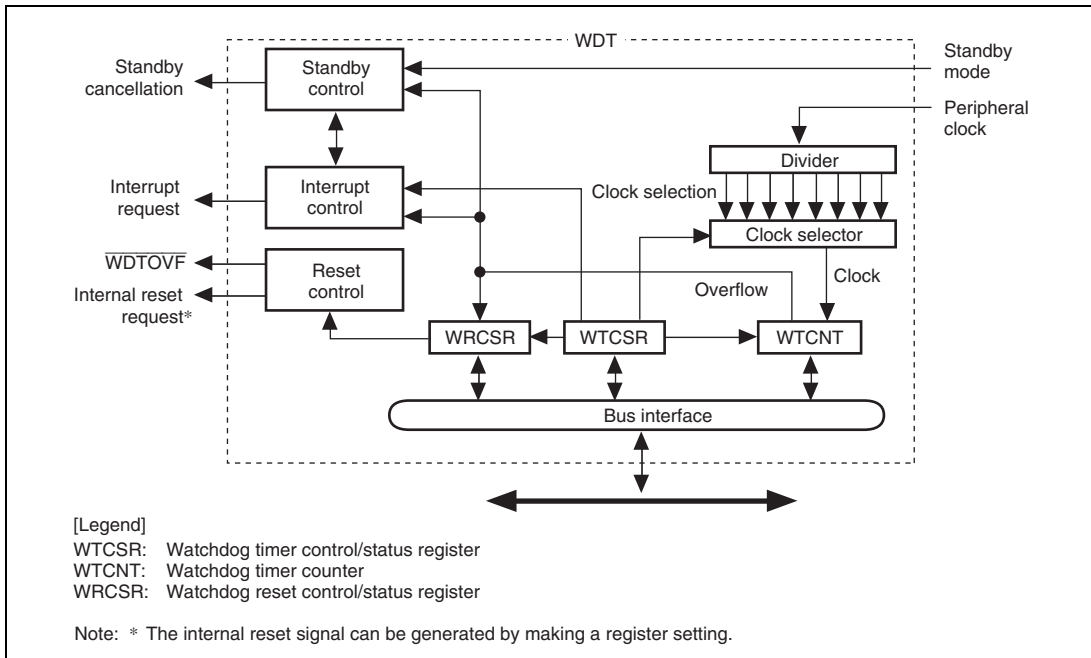 WDT
Standby
cancellation
Standby
control
Standby
mode
Peripheral
clock
Divider
Interrupt
request
Interrupt
control
Clock selection
Clock selector
WDTOVF
Internal reset
request*
Reset
control
Overflow
Clock
WRCSR
WTCSR
WTCNT
Bus interface
[Legend]
WTCSR: Watchdog timer control/status register
WTCNT: Watchdog timer counter
WRCSR: Watchdog reset control/status register
Note: * The internal reset signal can be generated by making a register setting.